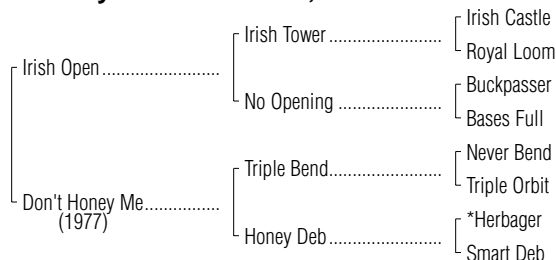 Irish Castle
Irish Tower ......................
Royal Loom
Irish Open .......................
Buckpasser
No Opening ....................
Bases Full
Never Bend
Triple Bend......................
Triple Orbit
Don't Honey Me...............
(1977)
*Herbager
Honey Deb ......................
Smart Deb